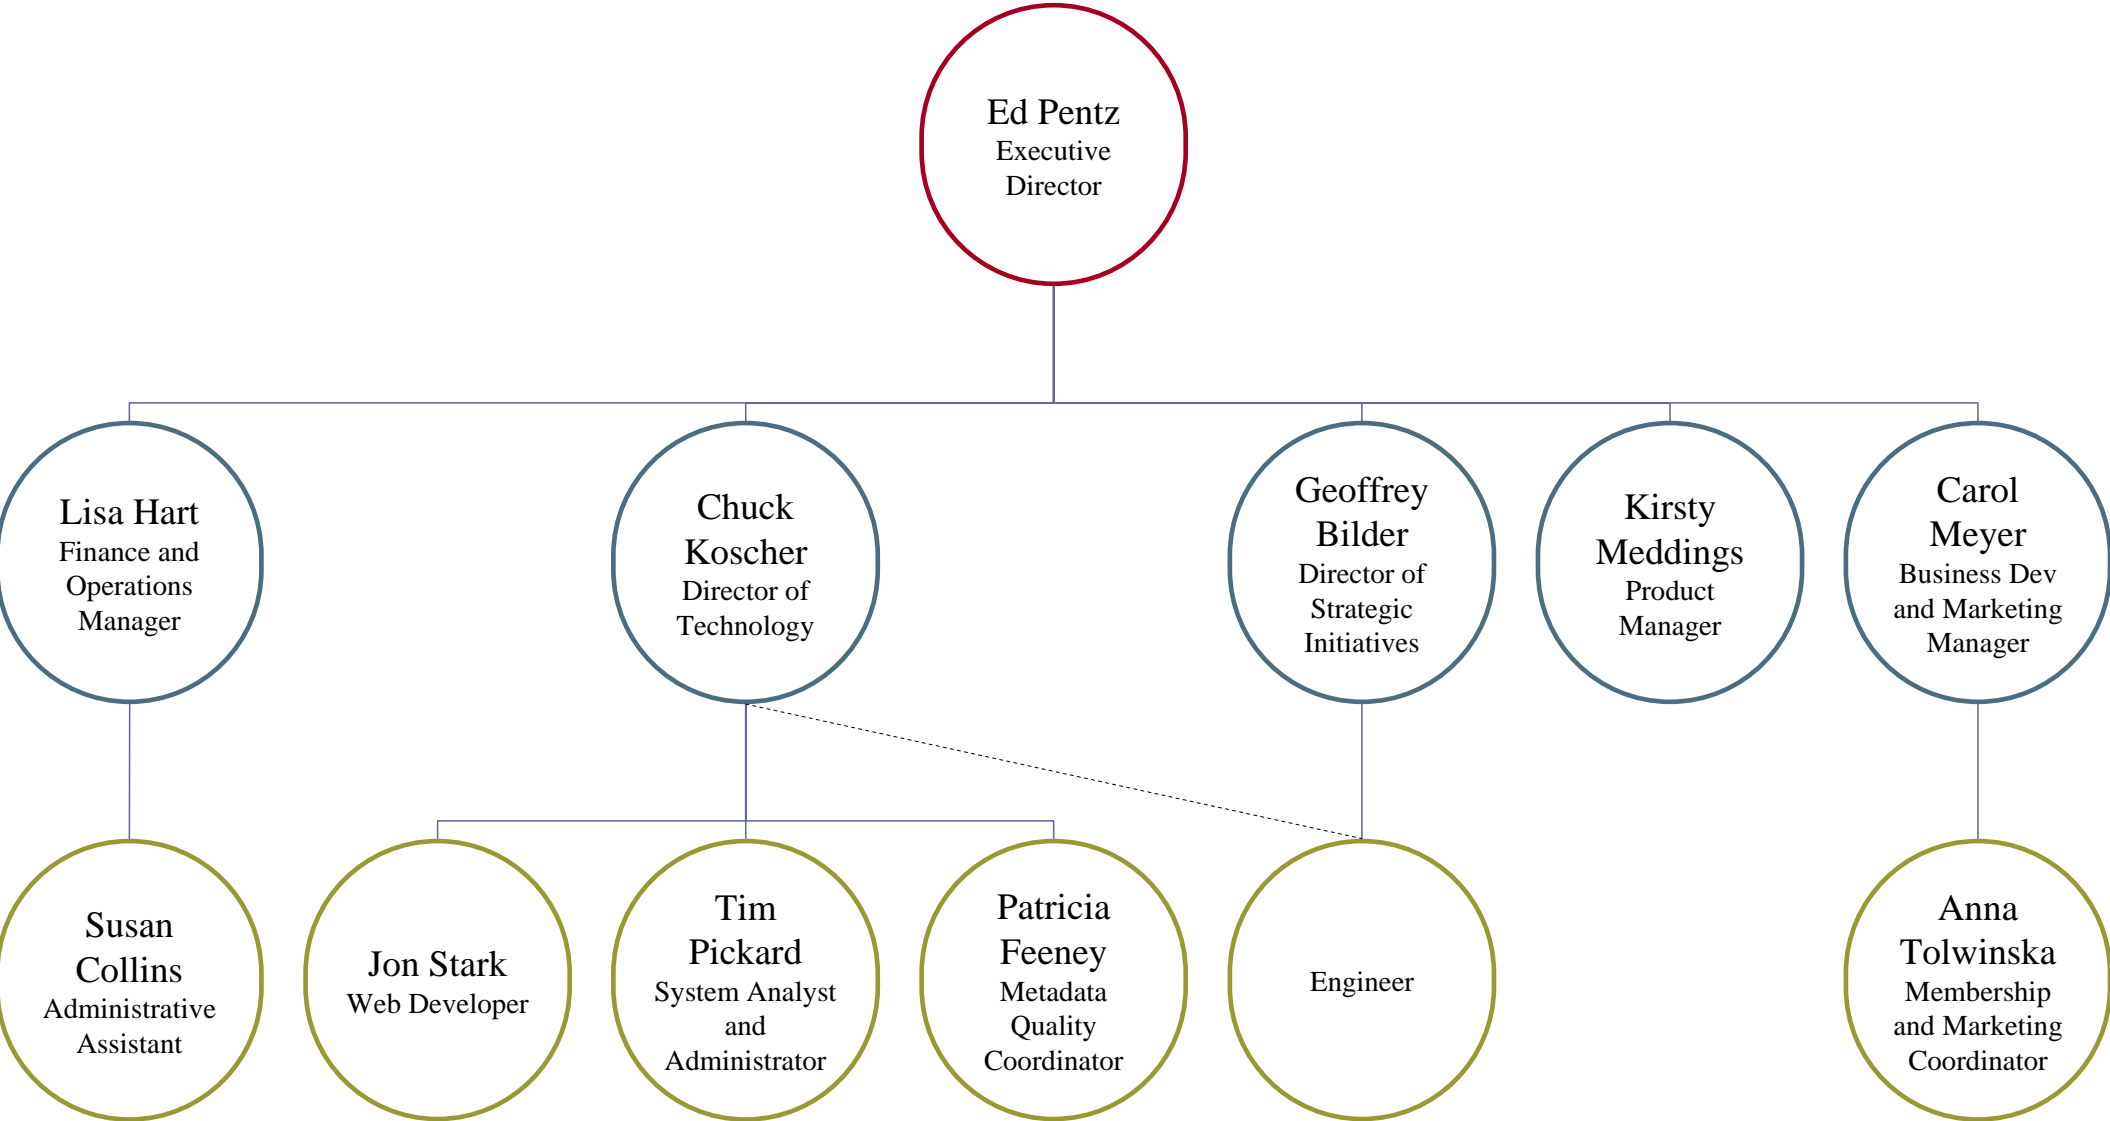 Ed Pentz
Executive
Director
Lisa Hart
Finance and
Operations
Manager
Chuck
Koscher
Director of
Technology
Geoffrey
Bilder
Director of
Strategic
Initiatives
Kirsty
Meddings
Product
Manager
Carol
Meyer
Business Dev
and Marketing
Manager
Susan
Collins
Administrative
Assistant
Jon Stark
Web Developer
Tim
Pickard
System Analyst
and
Administrator
Patricia
Feeney
Metadata
Quality
Coordinator
Engineer
Anna
Tolwinska
Membership
and Marketing
Coordinator